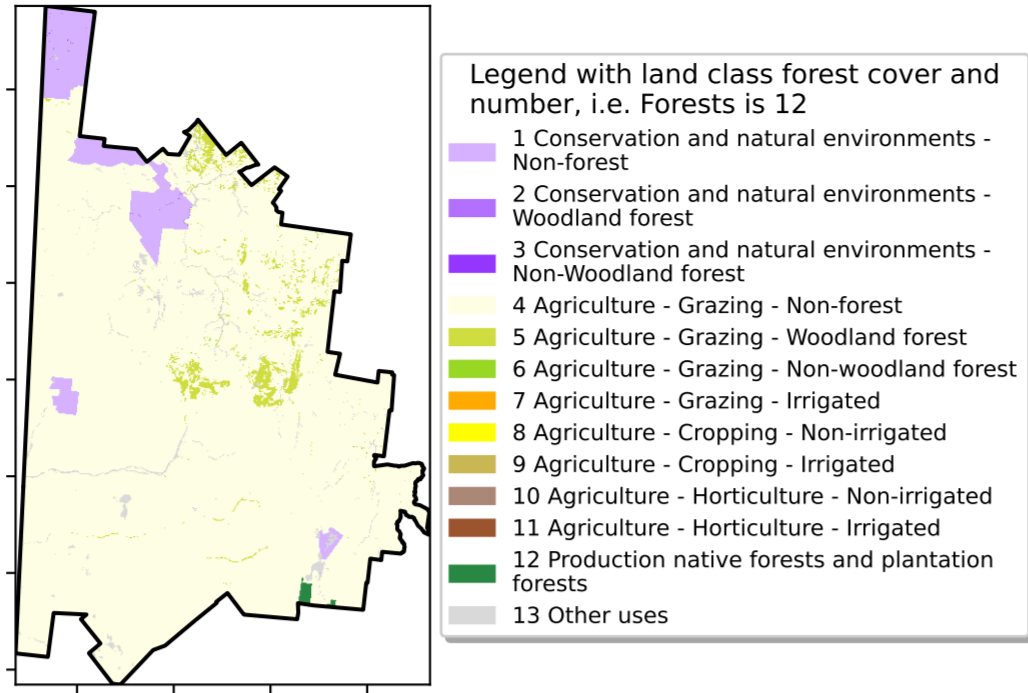 Legend with land class forest cover and
number, i.e. Forests is 12
1 Conservation and natural environments -
Non-forest
2 Conservation and natural environments -
Woodland forest
3 Conservation and natural environments -
Non-Woodland forest
4 Agriculture - Grazing - Non-forest
5 Agriculture - Grazing - Woodland forest
6 Agriculture - Grazing - Non-woodland forest
7 Agriculture - Grazing - Irrigated
8 Agriculture - Cropping - Non-irrigated
9 Agriculture - Cropping - Irrigated
10 Agriculture - Horticulture - Non-irrigated
11 Agriculture - Horticulture - Irrigated
12 Production native forests and plantation
forests
13 Other uses